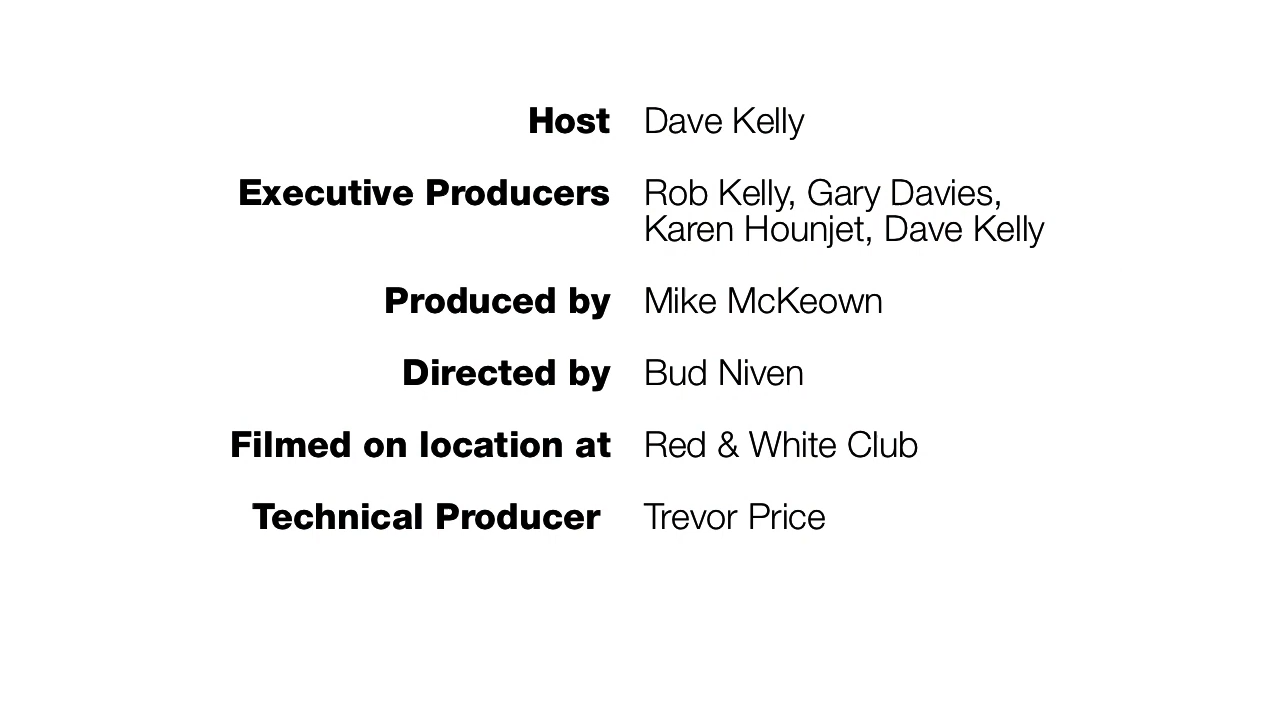 Host Dave Kelly
Executive Producers Rob Kelly, Gary Davies,
Karen Hounjet, Dave Kelly
Produced by Mike McKeown
Directed by Bud Niven
Filmed on location at Red & White Club
Technical Producer Trevor Price